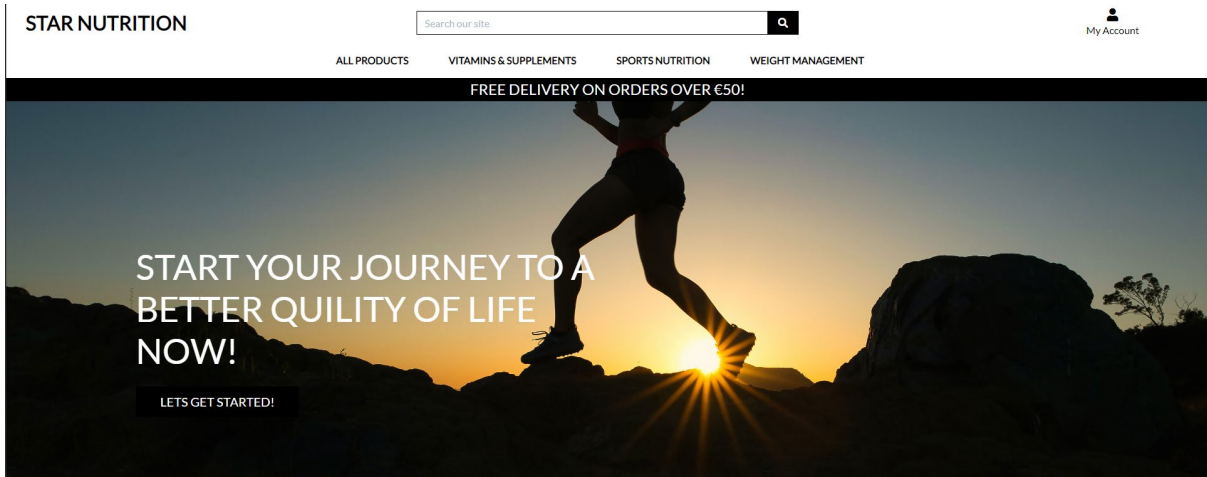 STAR NUTRITION
Search our site
My Account
ALL PRODUCTS VITAMINS & SUPPLEMENTS SPORTS NUTRITION WEIGHT MANAGEMENT
FREE DELIVERY ON ORDERS OVER €50!
START YOUR JOURNEY TO A
BETTER QUILITY OF LIFE
NOW!
LETS GET STARTED!